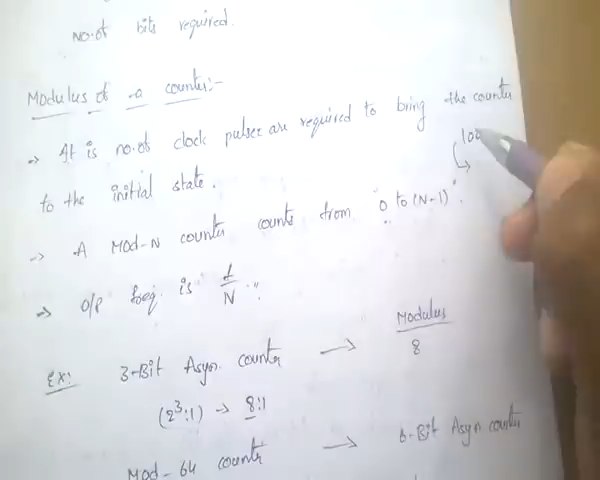 No. of bits required.
Modulus of a counter:-
→ It is no. of clock pulses are required to bring the counter
100
to the initial state.
→ A Mod-N counter counts from "0 to (N-1)".
→ O/p freq is f/N
Modulus
Ex: 3-Bit Asyn. counter → 8
(2³:1) → 8:1
Mod-64 counter → 6-Bit Asyn counter